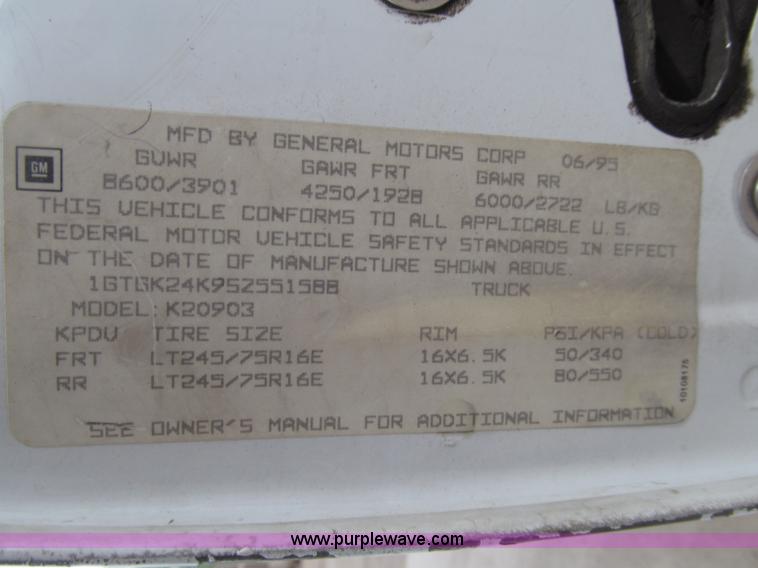 MFD BY GENERAL MOTORS CORP 06/95
GVWR GAWR FRT GAWR RR
GM
8600/3901 4250/1928 6000/2722 LB/KG
THIS VEHICLE CONFORMS TO ALL APPLICABLE U.S.
FEDERAL MOTOR VEHICLE SAFETY STANDARDS IN EFFECT
ON THE DATE OF MANUFACTURE SHOWN ABOVE.
1GTGK24K9SZ551588 TRUCK
MODEL: K20903
KPDV TIRE SIZE RIM PSI/KPA (COLD)
FRT LT245/75R16E 16X6.5K 50/340
RR LT245/75R16E 16X6.5K 80/550
SEE OWNER'S MANUAL FOR ADDITIONAL INFORMATION
10108175
www.purplewave.com